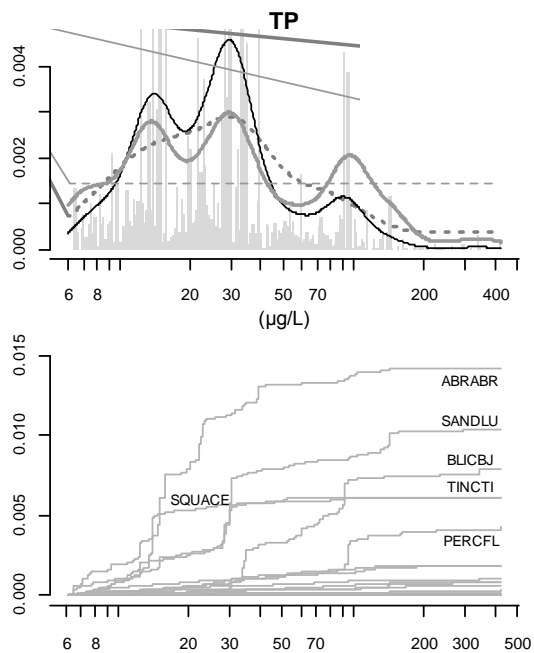 TP
0.004
0.002
0.000
6 8 20 30 50 70 200 400
(µg/L)
0.015
0.010
0.005
0.000
ABRABR
SANDLU
BLICBJ
TINCTI
SQUACE
PERCFL
6 8 20 30 50 70 200 300 500